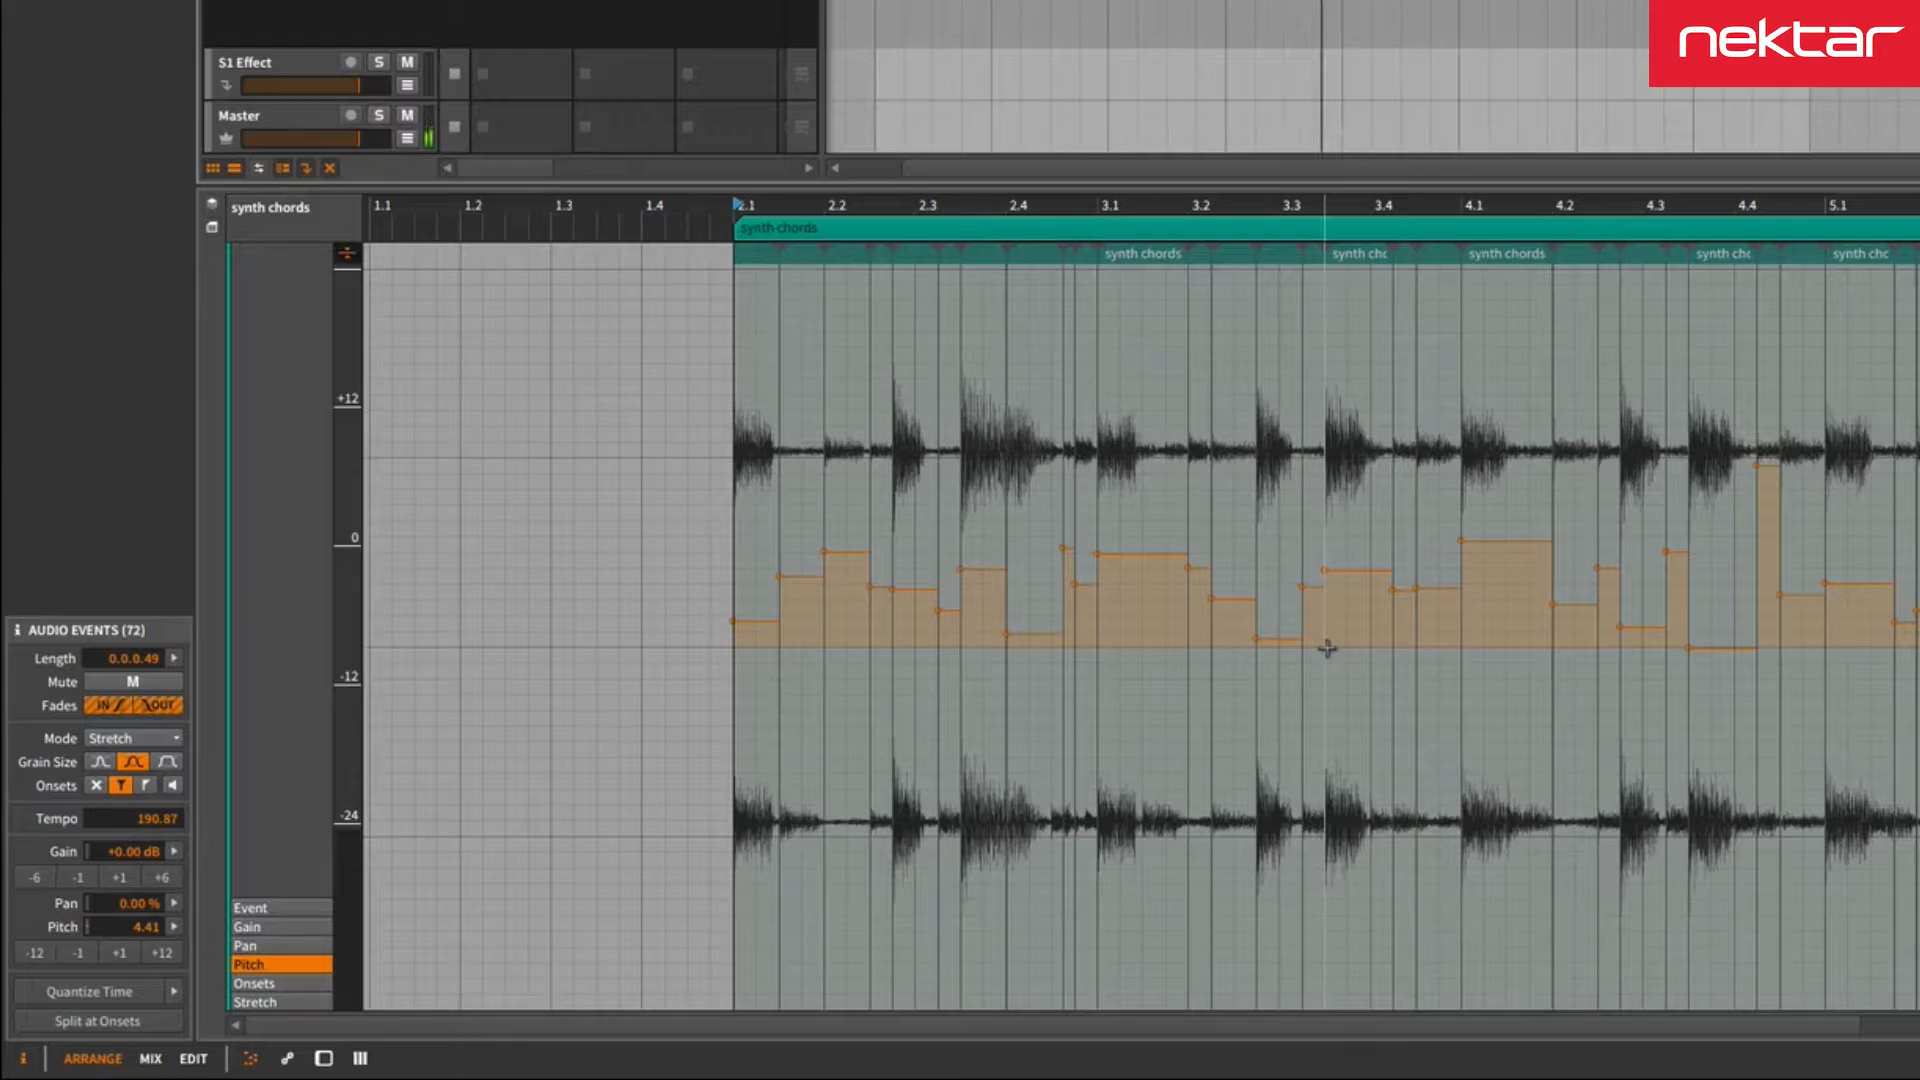 nektar
S1 Effect S M
Master S M
synth chords
1.1 1.2 1.3 1.4 2.1 2.2 2.3 2.4 3.1 3.2 3.3 3.4 4.1 4.2 4.3 4.4 5.1
synth chords
synth chords synth chc synth chords synth chc synth chc
+12
0
-12
-24
AUDIO EVENTS (72)
Length 0.0.0.49
Mute M
Fades IN OUT
Mode Stretch
Grain Size
Onsets
Tempo 190.87
Gain +0.00 dB
-6 -1 +1 +6
Pan 0.00 %
Pitch 4.41
-12 -1 +1 +12
Quantize Time
Split at Onsets
Event
Gain
Pan
Pitch
Onsets
Stretch
i ARRANGE MIX EDIT